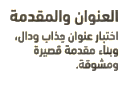 العنوان والمقدمة
اختيار عنوان جذاب ودال،
وبناء مقدمة قصيرة
ومشوقة.